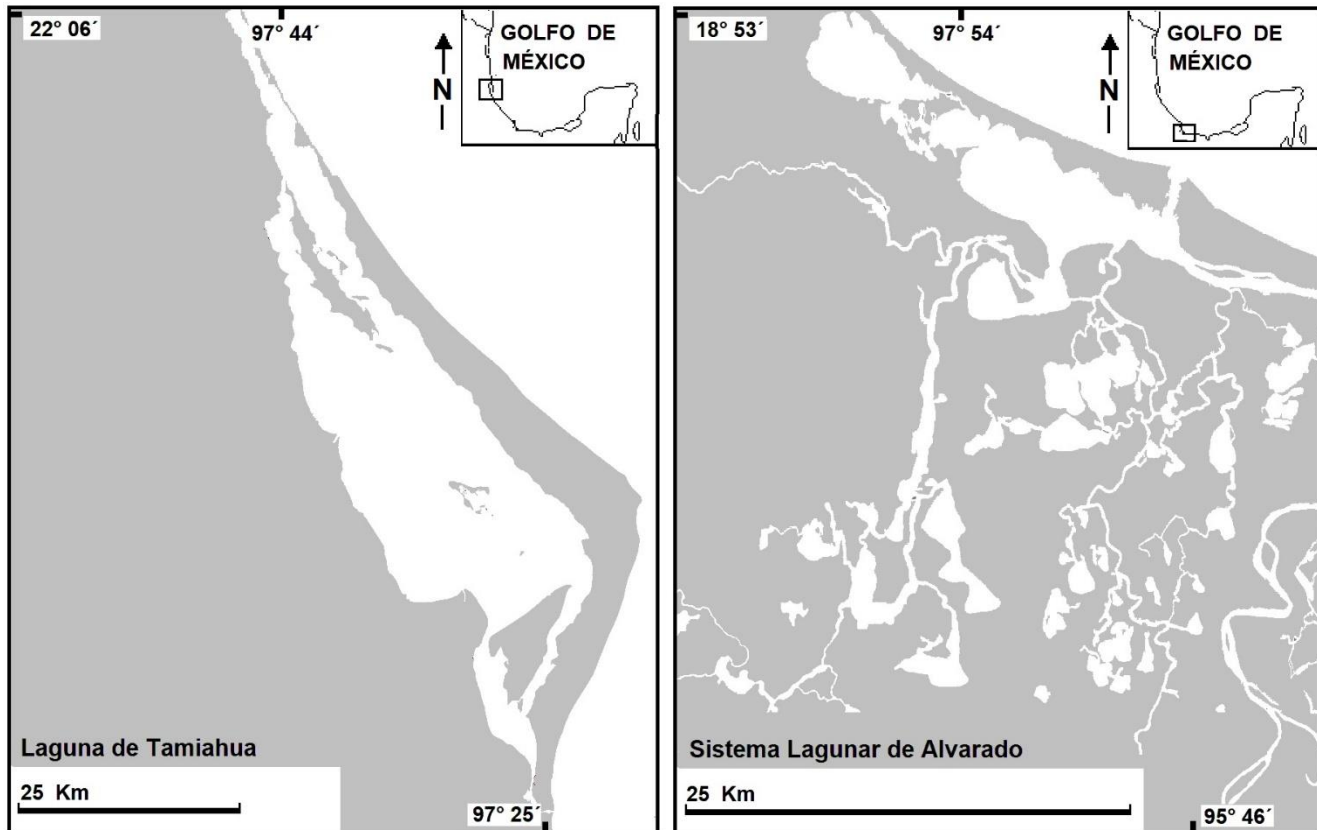 22° 06´
97° 44´
GOLFO DE
MÉXICO
N
Laguna de Tamiahua
25 Km
97° 25´
18° 53´
97° 54´
GOLFO DE
MÉXICO
N
Sistema Lagunar de Alvarado
25 Km
95° 46´